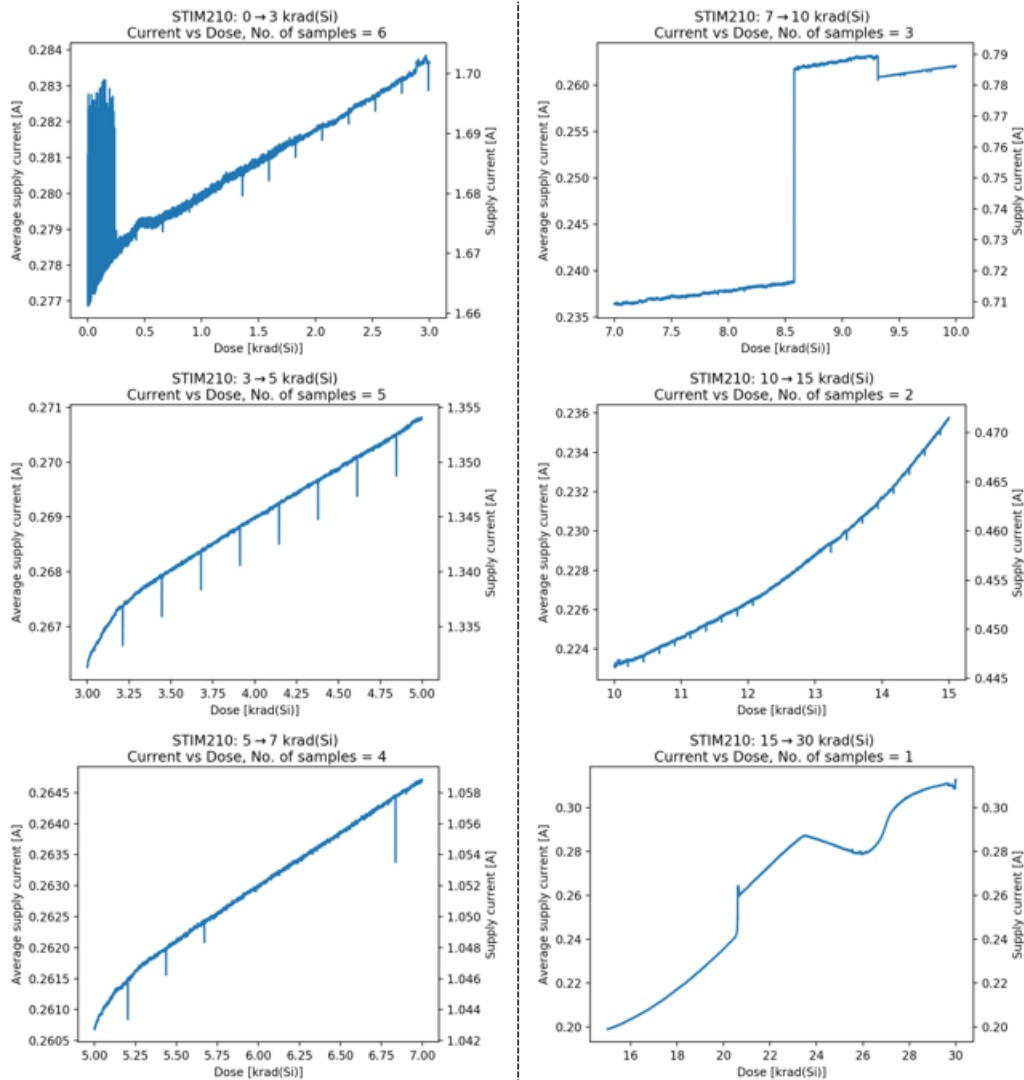 STIM210: 0→3 krad(Si)
Current vs Dose, No. of samples = 6
Average supply current [A]
0.284
0.283
0.282
0.281
0.280
0.279
0.278
0.277
1.70
1.69
1.68
1.67
1.66
Supply current [A]
0.0 0.5 1.0 1.5 2.0 2.5 3.0
Dose [krad(Si)]
STIM210: 3→5 krad(Si)
Current vs Dose, No. of samples = 5
Average supply current [A]
0.271
0.270
0.269
0.268
0.267
1.355
1.350
1.345
1.340
1.335
Supply current [A]
3.00 3.25 3.50 3.75 4.00 4.25 4.50 4.75 5.00
Dose [krad(Si)]
STIM210: 5→7 krad(Si)
Current vs Dose, No. of samples = 4
Average supply current [A]
0.2645
0.2640
0.2635
0.2630
0.2625
0.2620
0.2615
0.2610
0.2605
1.058
1.056
1.054
1.052
1.050
1.048
1.046
1.044
1.042
Supply current [A]
5.00 5.25 5.50 5.75 6.00 6.25 6.50 6.75 7.00
Dose [krad(Si)]
STIM210: 7→10 krad(Si)
Current vs Dose, No. of samples = 3
Average supply current [A]
0.260
0.255
0.250
0.245
0.240
0.235
0.79
0.78
0.77
0.76
0.75
0.74
0.73
0.72
0.71
Supply current [A]
7.0 7.5 8.0 8.5 9.0 9.5 10.0
Dose [krad(Si)]
STIM210: 10→15 krad(Si)
Current vs Dose, No. of samples = 2
Average supply current [A]
0.236
0.234
0.232
0.230
0.228
0.226
0.224
0.470
0.465
0.460
0.455
0.450
0.445
Supply current [A]
10 11 12 13 14 15
Dose [krad(Si)]
STIM210: 15→30 krad(Si)
Current vs Dose, No. of samples = 1
Average supply current [A]
0.30
0.28
0.26
0.24
0.22
0.20
0.30
0.28
0.26
0.24
0.22
0.20
Supply current [A]
16 18 20 22 24 26 28 30
Dose [krad(Si)]